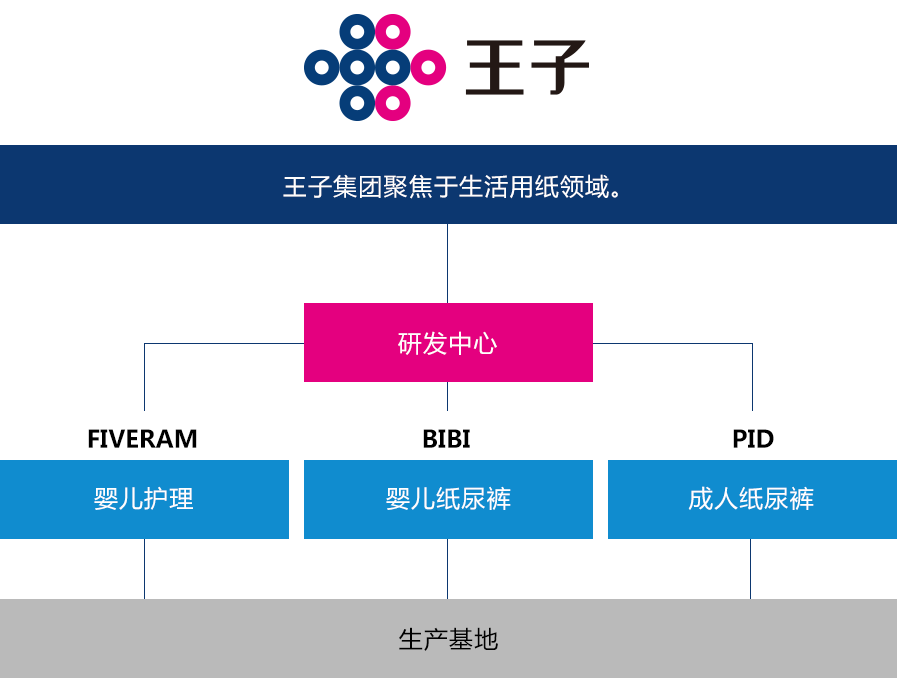 王子
王子集团聚焦于生活用纸领域。
研发中心
FIVERAM
BIBI
PID
婴儿护理
婴儿纸尿裤
成人纸尿裤
生产基地